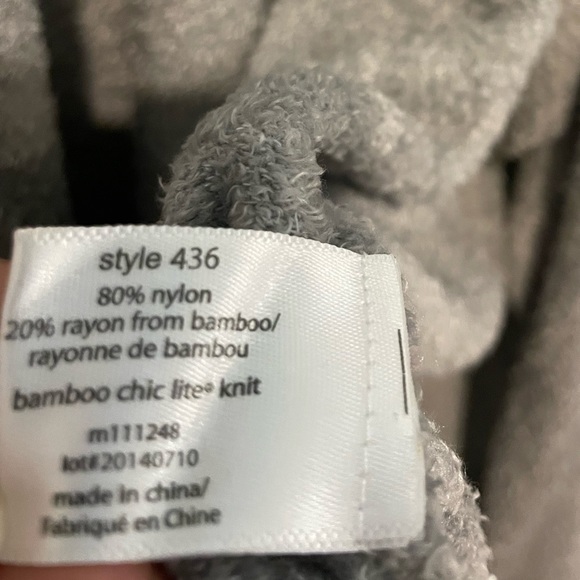 style 436
80% nylon
20% rayon from bamboo/
rayonne de bambou
bamboo chic lite® knit
m111248
lot#20140710
made in china/
Fabriqué en Chine